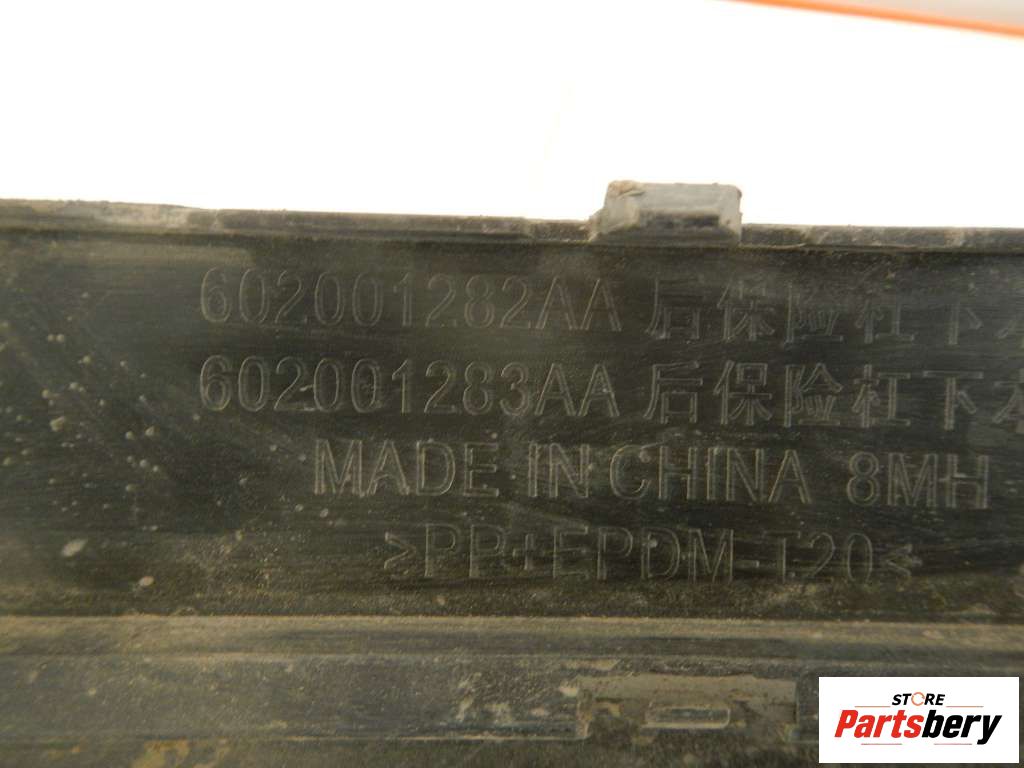 602001282AA 后保险杠下
602001283AA 后保险杠下
MADE IN CHINA 8MH
>PP+EPDM-T20<
STORE
Partsbery